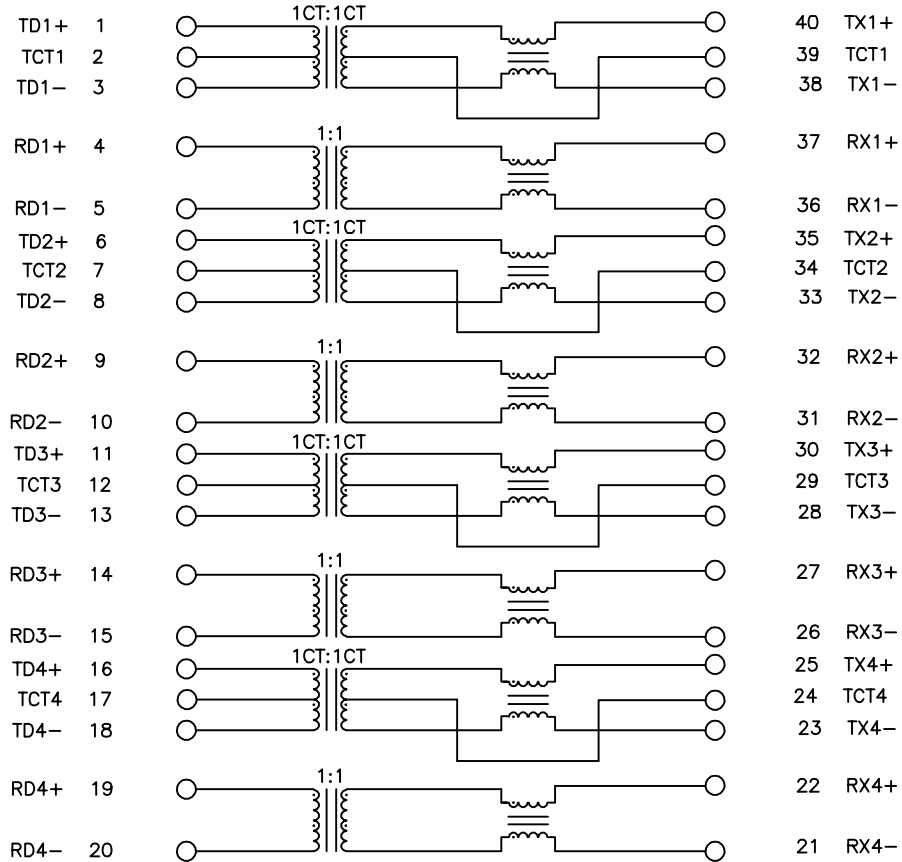 1CT:1CT
TD1+ 1 40 TX1+
TCT1 2 39 TCT1
TD1− 3 38 TX1−
1:1
RD1+ 4 37 RX1+
RD1− 5 36 RX1−
1CT:1CT
TD2+ 6 35 TX2+
TCT2 7 34 TCT2
TD2− 8 33 TX2−
1:1
RD2+ 9 32 RX2+
RD2− 10 31 RX2−
1CT:1CT
TD3+ 11 30 TX3+
TCT3 12 29 TCT3
TD3− 13 28 TX3−
1:1
RD3+ 14 27 RX3+
RD3− 15 26 RX3−
1CT:1CT
TD4+ 16 25 TX4+
TCT4 17 24 TCT4
TD4− 18 23 TX4−
1:1
RD4+ 19 22 RX4+
RD4− 20 21 RX4−